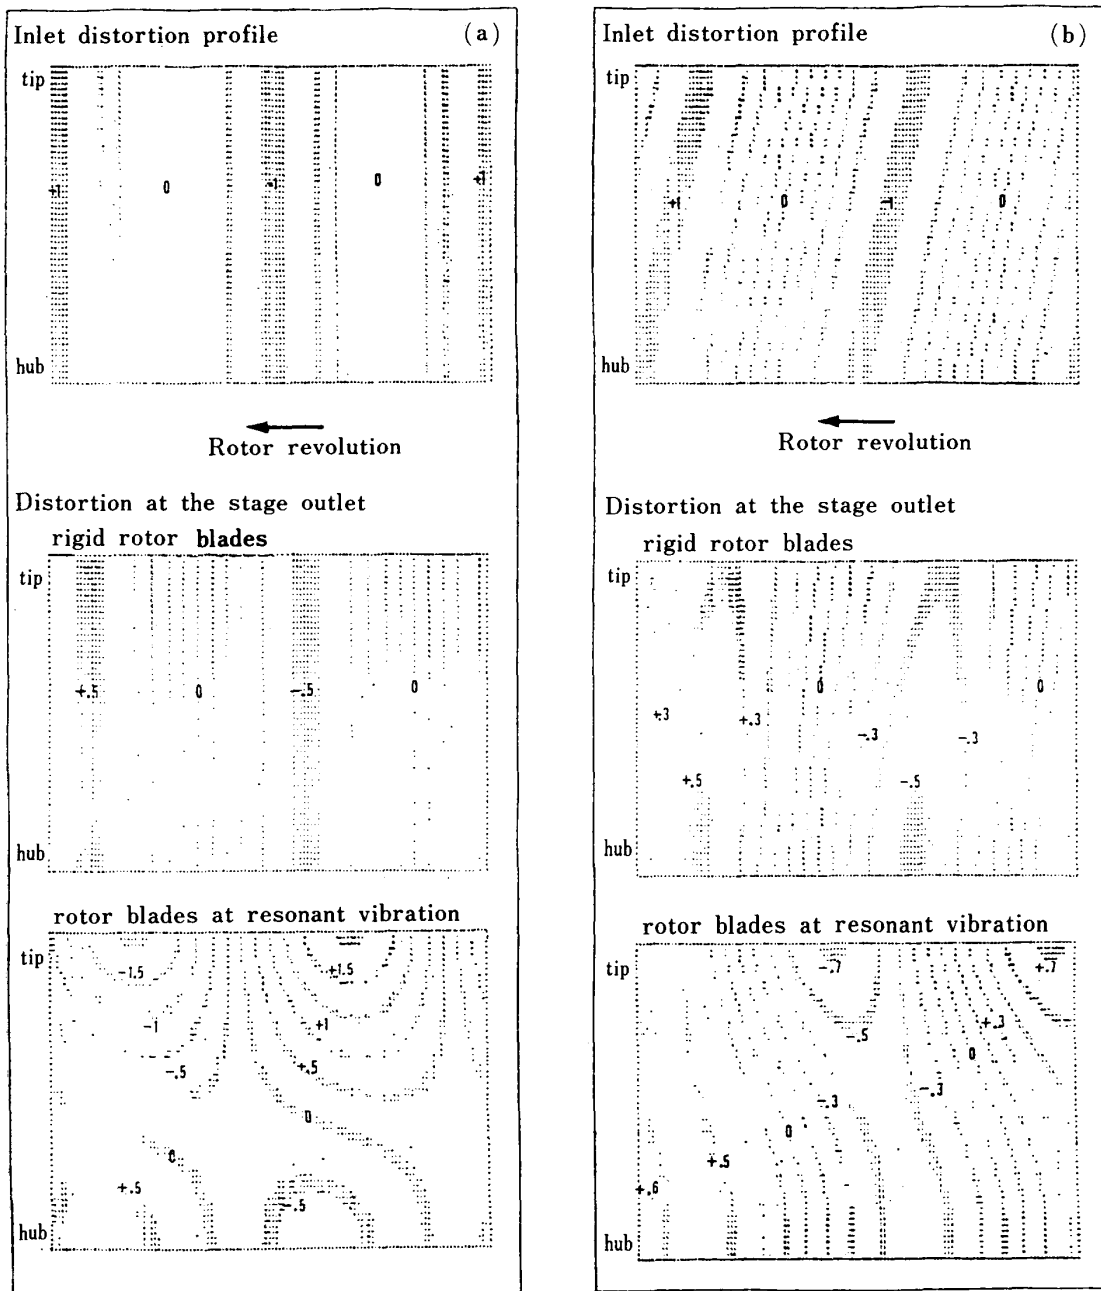 Inlet distortion profile (a)
tip
+1 0 -1 0 +1
hub
Rotor revolution
Distortion at the stage outlet
rigid rotor blades
tip
+.5 0 -.5 0
hub
rotor blades at resonant vibration
tip
-1.5 +1.5
-1 +1
-.5 +.5
0
0
+.5 -.5
hub
Inlet distortion profile (b)
tip
+1 0 -1 0
hub
Rotor revolution
Distortion at the stage outlet
rigid rotor blades
tip
0 0
+.3 +.3 -.3 -.3
+.5 -.5
hub
rotor blades at resonant vibration
tip
-.7 +.7
-.5 +.3
0
-.3 -.3
0
+.5
+.6
hub